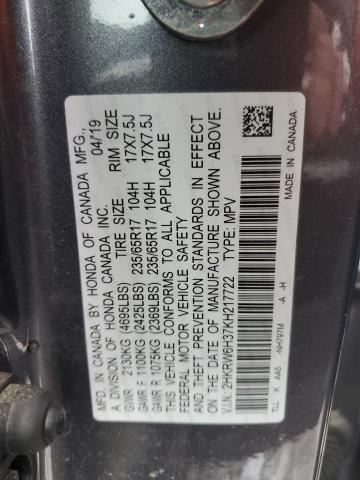 MFD. IN CANADA BY HONDA OF CANADA MFG., 04/19
A DIVISION OF HONDA CANADA INC.
TIRE SIZE RIM SIZE
GVWR 2130KG (4695LBS)
GAWR F 1100KG (2425LBS) 235/65R17 104H 17X7.5J
GAWR R 1075KG (2369LBS) 235/65R17 104H 17X7.5J
THIS VEHICLE CONFORMS TO ALL APPLICABLE
FEDERAL MOTOR VEHICLE SAFETY
AND THEFT PREVENTION STANDARDS IN EFFECT
ON THE DATE OF MANUFACTURE SHOWN ABOVE.
V.I.N: 2HKRW6H37KH217722 TYPE: MPV
TLL K AA6 -NH797M -A -H
MADE IN CANADA